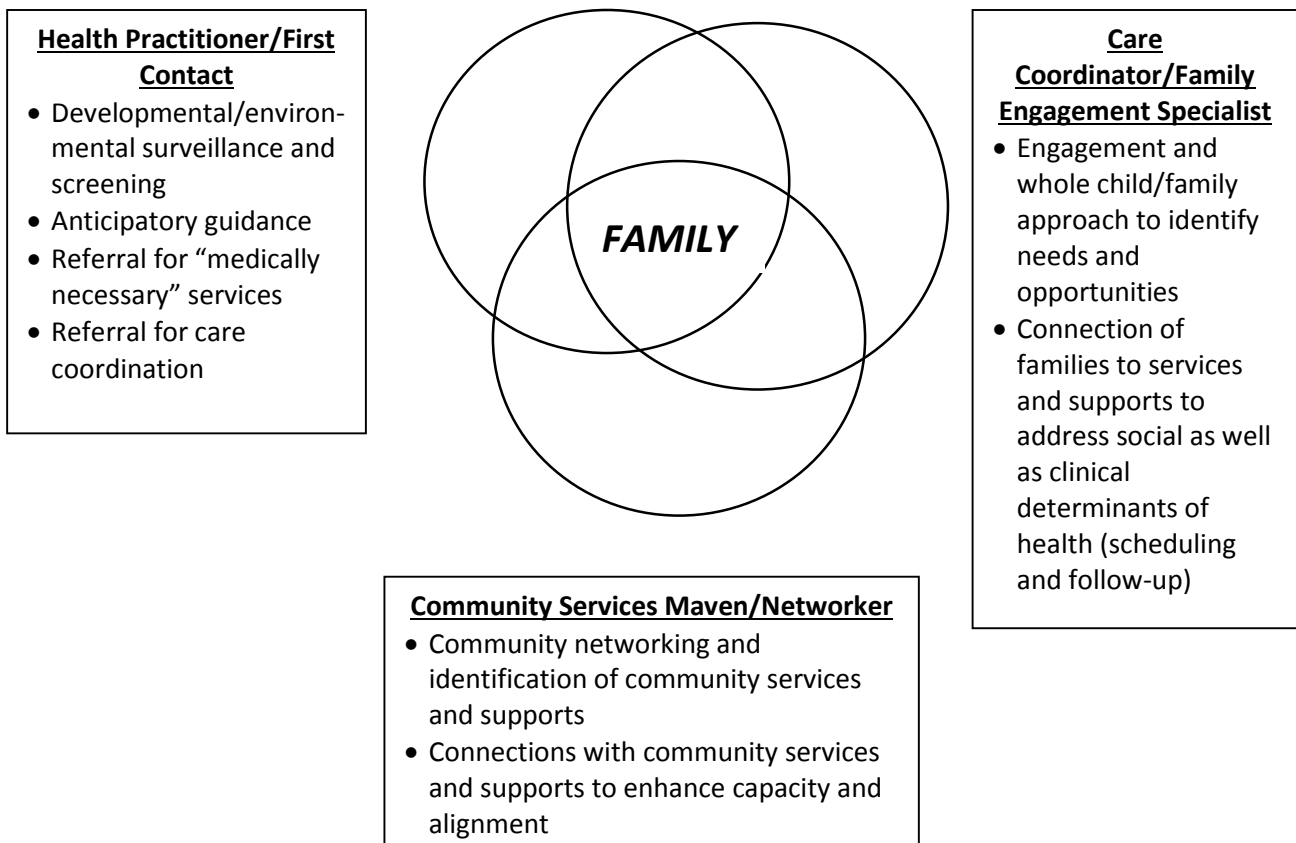 Health Practitioner/First
Contact
• Developmental/environ-
mental surveillance and
screening
• Anticipatory guidance
• Referral for “medically
necessary” services
• Referral for care
coordination
FAMILY
Care
Coordinator/Family
Engagement Specialist
• Engagement and
whole child/family
approach to identify
needs and
opportunities
• Connection of
families to services
and supports to
address social as well
as clinical
determinants of
health (scheduling
and follow-up)
Community Services Maven/Networker
• Community networking and
identification of community services
and supports
• Connections with community services
and supports to enhance capacity and
alignment